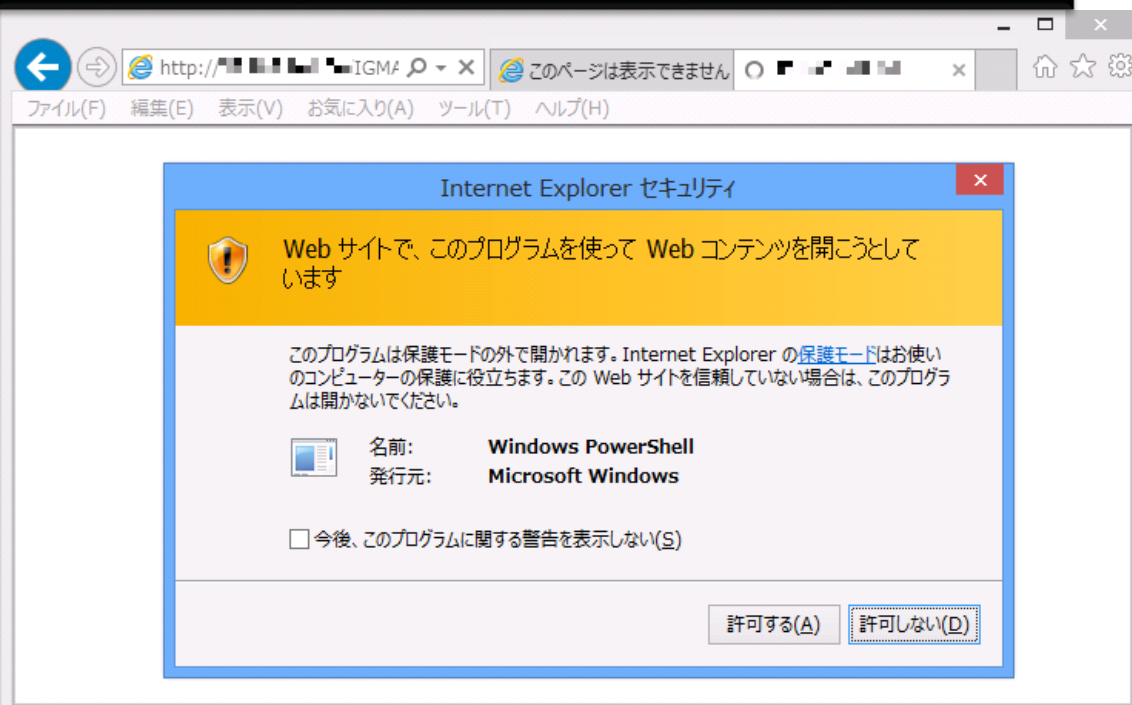 http://
IGMA
このページは表示できません
ファイル(F) 編集(E) 表示(V) お気に入り(A) ツール(T) ヘルプ(H)
Internet Explorer セキュリティ
Web サイトで、このプログラムを使って Web コンテンツを開こうとして
います
このプログラムは保護モードの外で開かれます。Internet Explorer の保護モードはお使い
のコンピューターの保護に役立ちます。この Web サイトを信頼していない場合は、このプログラ
ムは開かないでください。
名前: Windows PowerShell
発行元: Microsoft Windows
今後、このプログラムに関する警告を表示しない(S)
許可する(A) 許可しない(D)